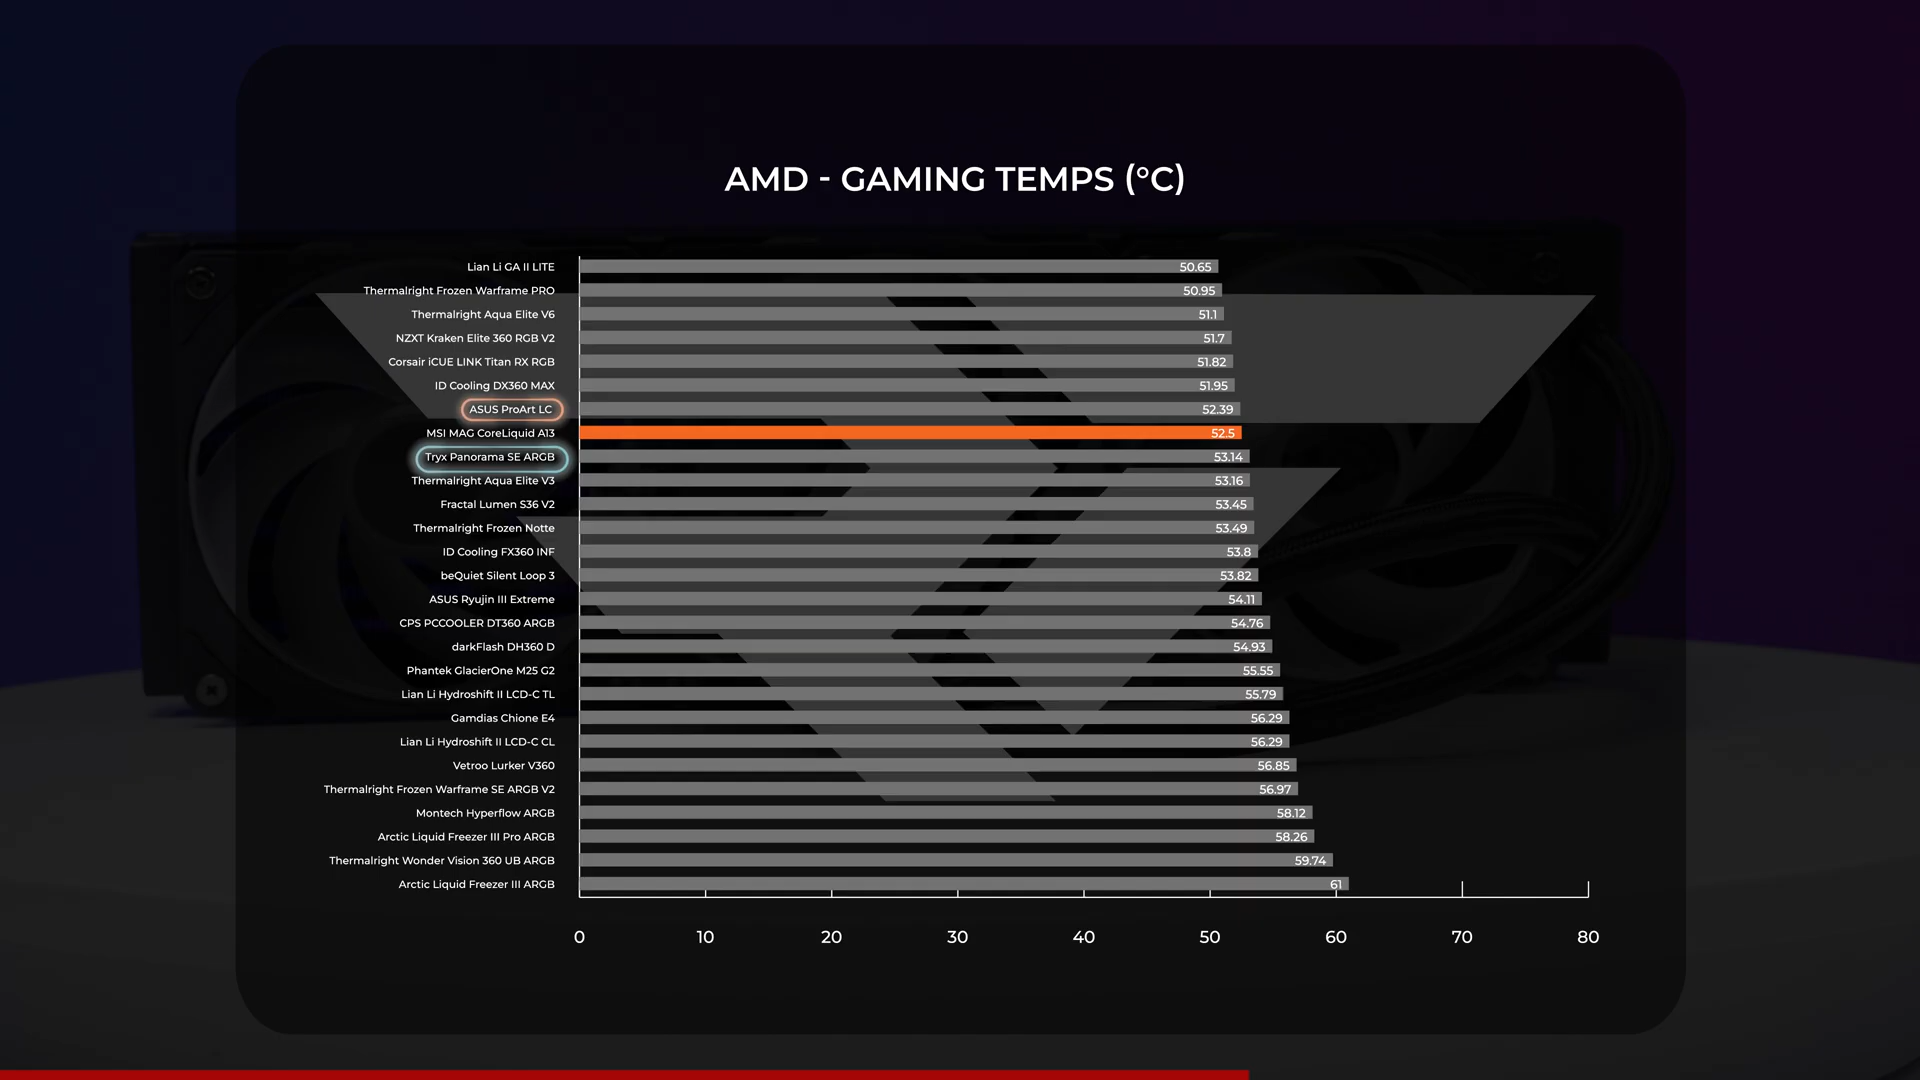 AMD - GAMING TEMPS (°C)
Lian Li GA II LITE 50.65
Thermalright Frozen Warframe PRO 50.95
Thermalright Aqua Elite V6 51.1
NZXT Kraken Elite 360 RGB V2 51.7
Corsair iCUE LINK Titan RX RGB 51.82
ID Cooling DX360 MAX 51.95
ASUS ProArt LC 52.39
MSI MAG CoreLiquid A13 52.5
Tryx Panorama SE ARGB 53.14
Thermalright Aqua Elite V3 53.16
Fractal Lumen S36 V2 53.45
Thermalright Frozen Notte 53.49
ID Cooling FX360 INF 53.8
beQuiet Silent Loop 3 53.82
ASUS Ryujin III Extreme 54.11
CPS PCCOOLER DT360 ARGB 54.76
darkFlash DH360 D 54.93
Phantek GlacierOne M25 G2 55.55
Lian Li Hydroshift II LCD-C TL 55.79
Gamdias Chione E4 56.29
Lian Li Hydroshift II LCD-C CL 56.29
Vetroo Lurker V360 56.85
Thermalright Frozen Warframe SE ARGB V2 56.97
Montech Hyperflow ARGB 58.12
Arctic Liquid Freezer III Pro ARGB 58.26
Thermalright Wonder Vision 360 UB ARGB 59.74
Arctic Liquid Freezer III ARGB 61
0 10 20 30 40 50 60 70 80